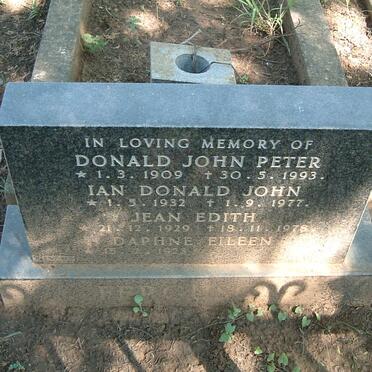 IN LOVING MEMORY OF
DONALD JOHN PETER
★ 1.3.1909 ✝ 30.5.1993.
IAN DONALD JOHN
★ 1.5.1932 ✝ 1.9.1977.
JEAN EDITH
★ 21.12.1929 ✝ 18.11.1978
DAPHNE EILEEN